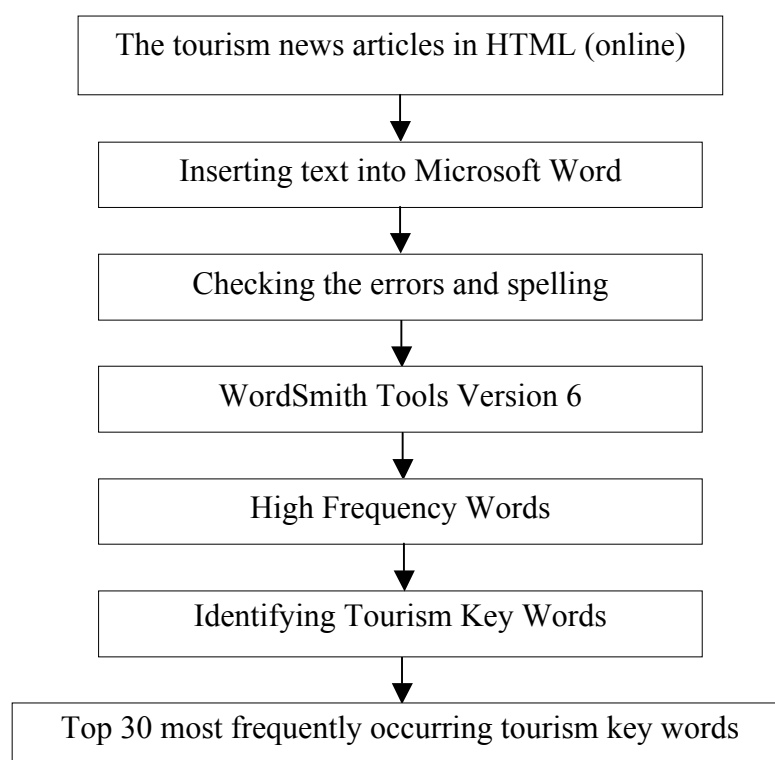 The tourism news articles in HTML (online)
Inserting text into Microsoft Word
Checking the errors and spelling
WordSmith Tools Version 6
High Frequency Words
Identifying Tourism Key Words
Top 30 most frequently occurring tourism key words